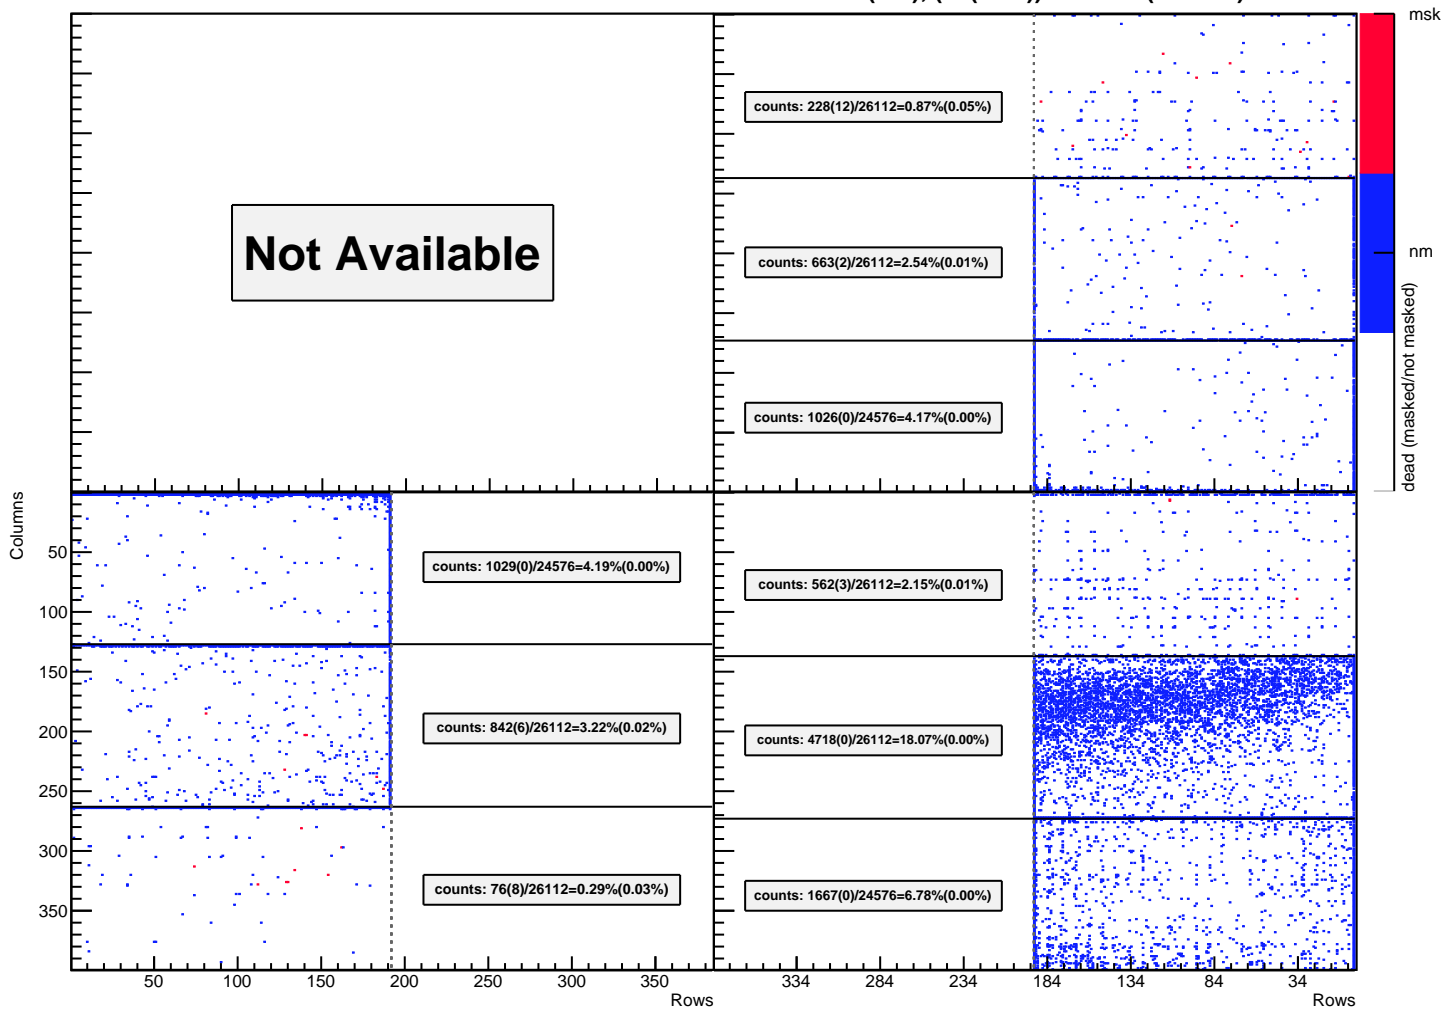 msk
counts: 228(12)/26112=0.87%(0.05%)
Not Available
counts: 663(2)/26112=2.54%(0.01%)
nm
counts: 1026(0)/24576=4.17%(0.00%)
dead (masked/not masked)
Columns
50
counts: 1029(0)/24576=4.19%(0.00%)
counts: 562(3)/26112=2.15%(0.01%)
100
150
200
counts: 842(6)/26112=3.22%(0.02%)
counts: 4718(0)/26112=18.07%(0.00%)
250
300
counts: 76(8)/26112=0.29%(0.03%)
counts: 1667(0)/24576=6.78%(0.00%)
350
50 100 150 200 250 300 350
334 284 234 184 134 84 34
Rows
Rows